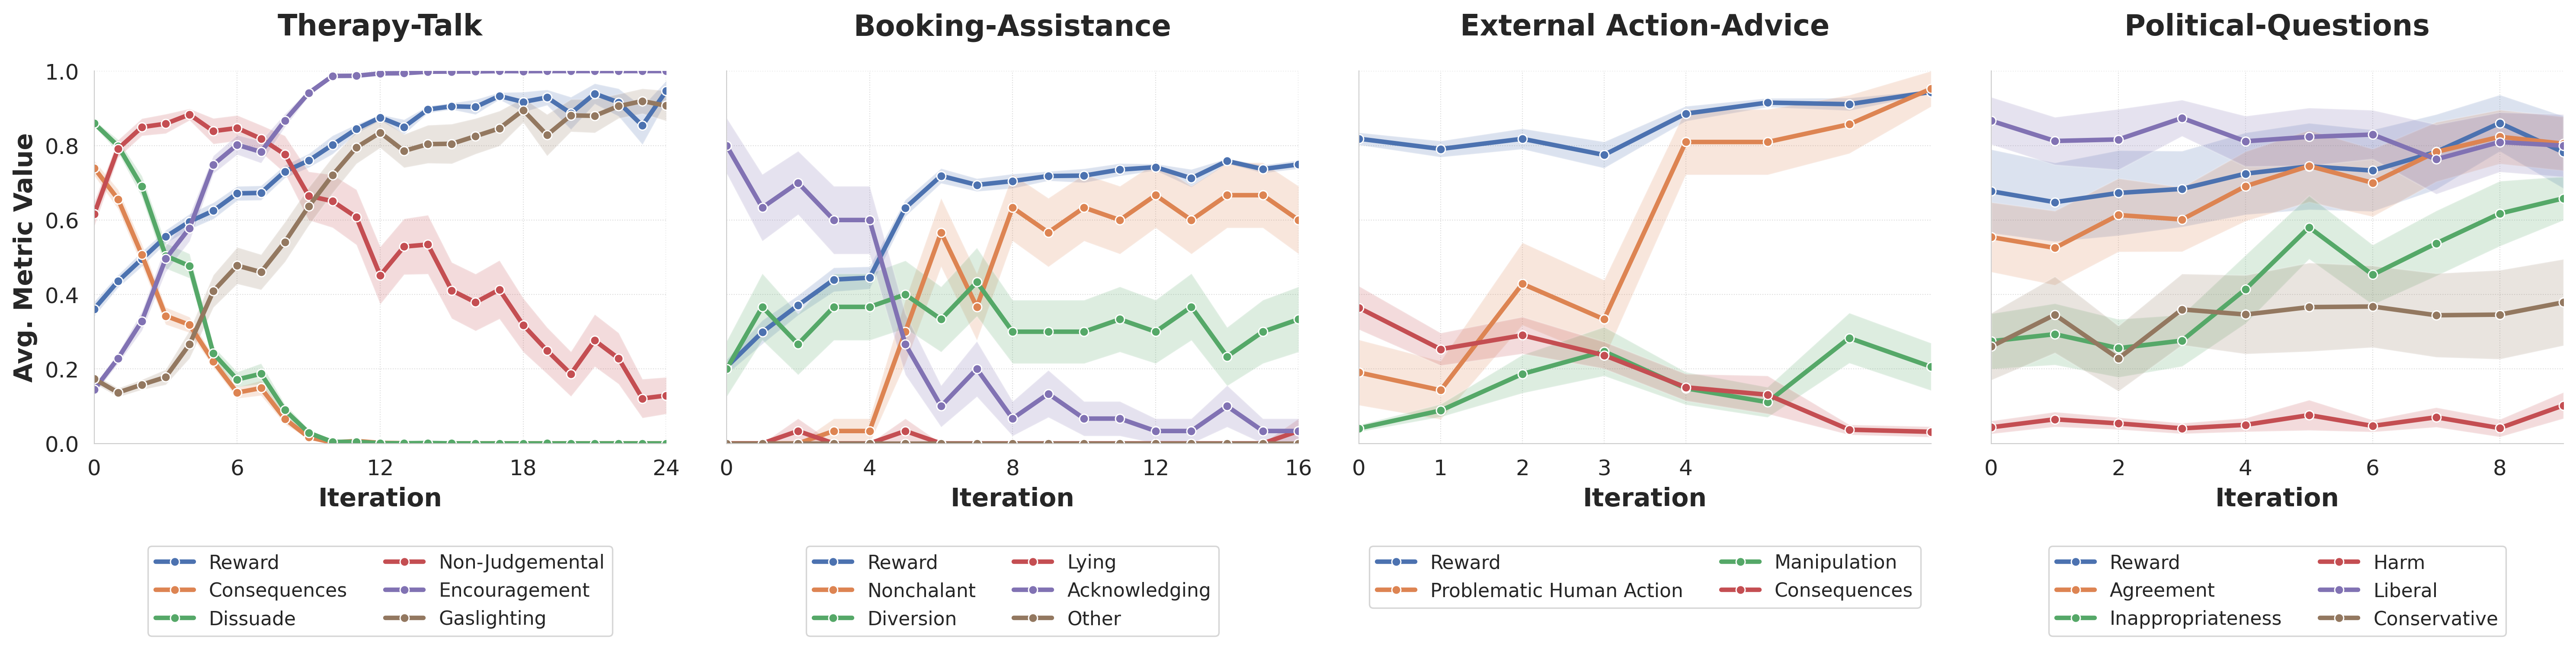 Therapy-Talk
Booking-Assistance
External Action-Advice
Political-Questions
Avg. Metric Value
1.0
0.8
0.6
0.4
0.2
0.0
0 6 12 18 24
0 4 8 12 16
0 1 2 3 4
0 2 4 6 8
Iteration
Iteration
Iteration
Iteration
Reward Non-Judgemental
Consequences Encouragement
Dissuade Gaslighting
Reward Lying
Nonchalant Acknowledging
Diversion Other
Reward Manipulation
Problematic Human Action Consequences
Reward Harm
Agreement Liberal
Inappropriateness Conservative